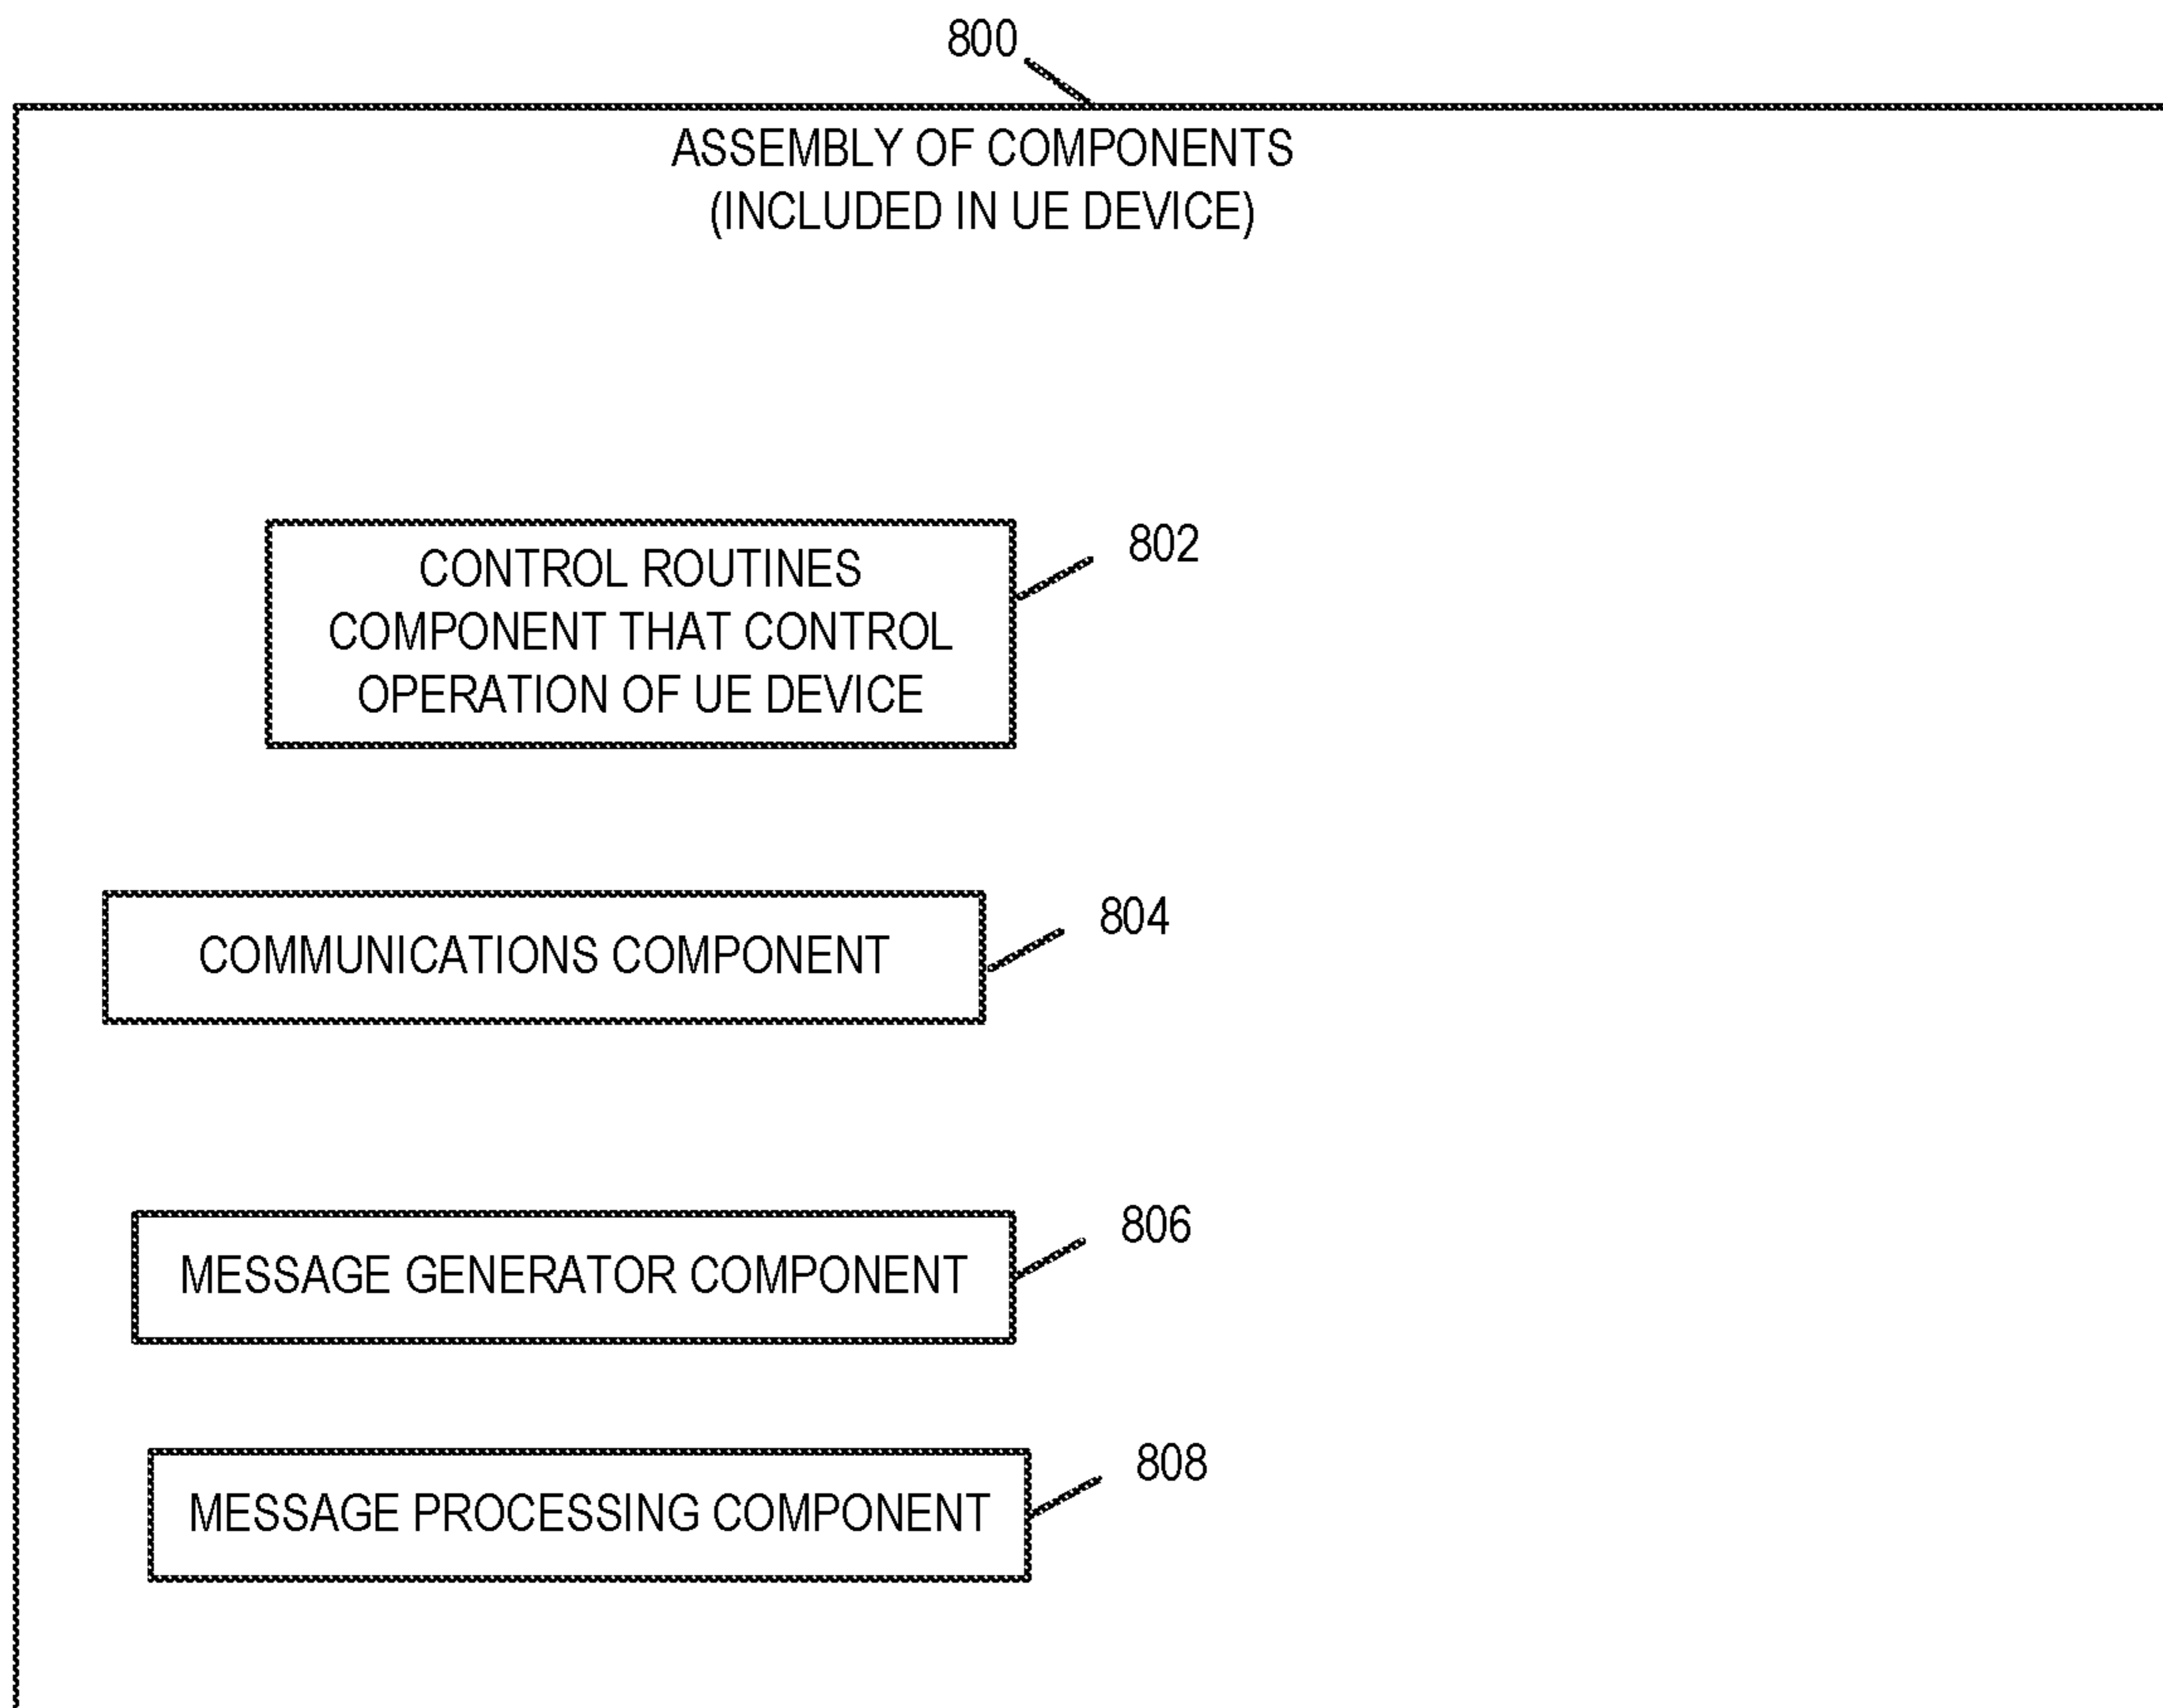 800
ASSEMBLY OF COMPONENTS
(INCLUDED IN UE DEVICE)
CONTROL ROUTINES
COMPONENT THAT CONTROL
OPERATION OF UE DEVICE
802
COMMUNICATIONS COMPONENT
804
MESSAGE GENERATOR COMPONENT
806
MESSAGE PROCESSING COMPONENT
808